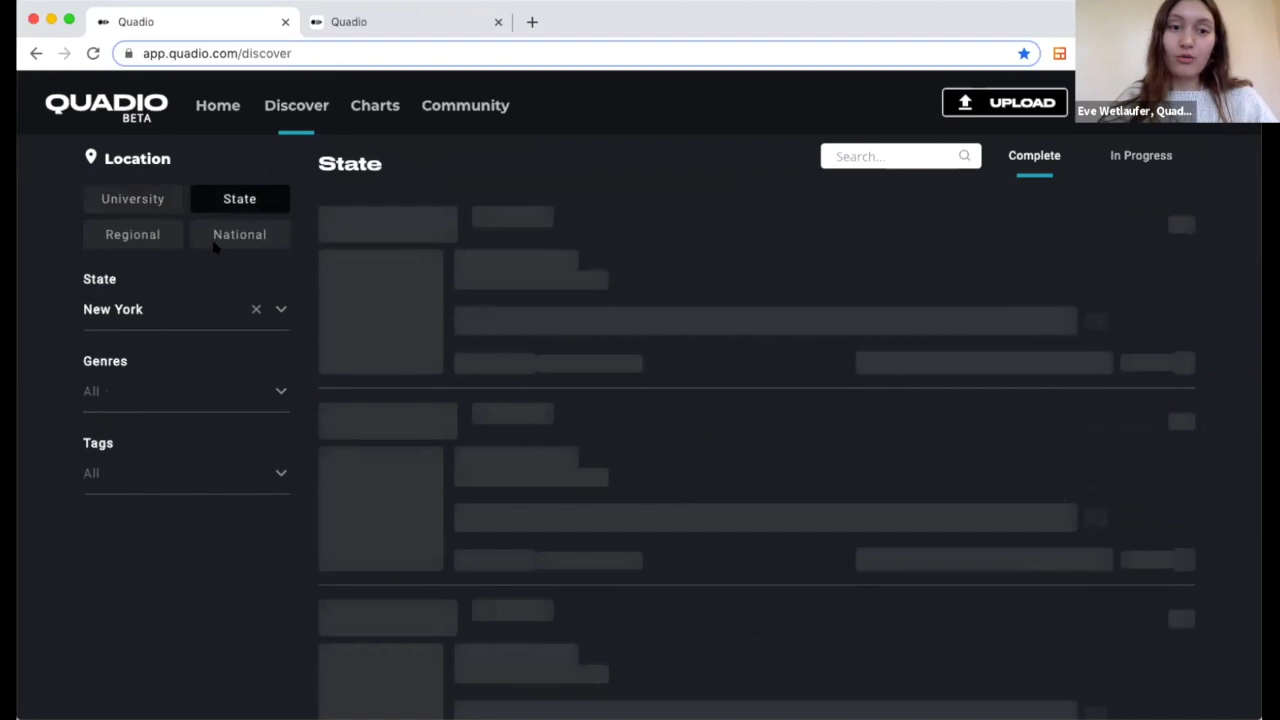 Quadio
Quadio
app.quadio.com/discover
QUADIO
BETA
Home
Discover
Charts
Community
UPLOAD
Eve Wetlaufer, Quad...
Location
University
State
Regional
National
State
New York
Genres
All
Tags
All
State
Search...
Complete
In Progress